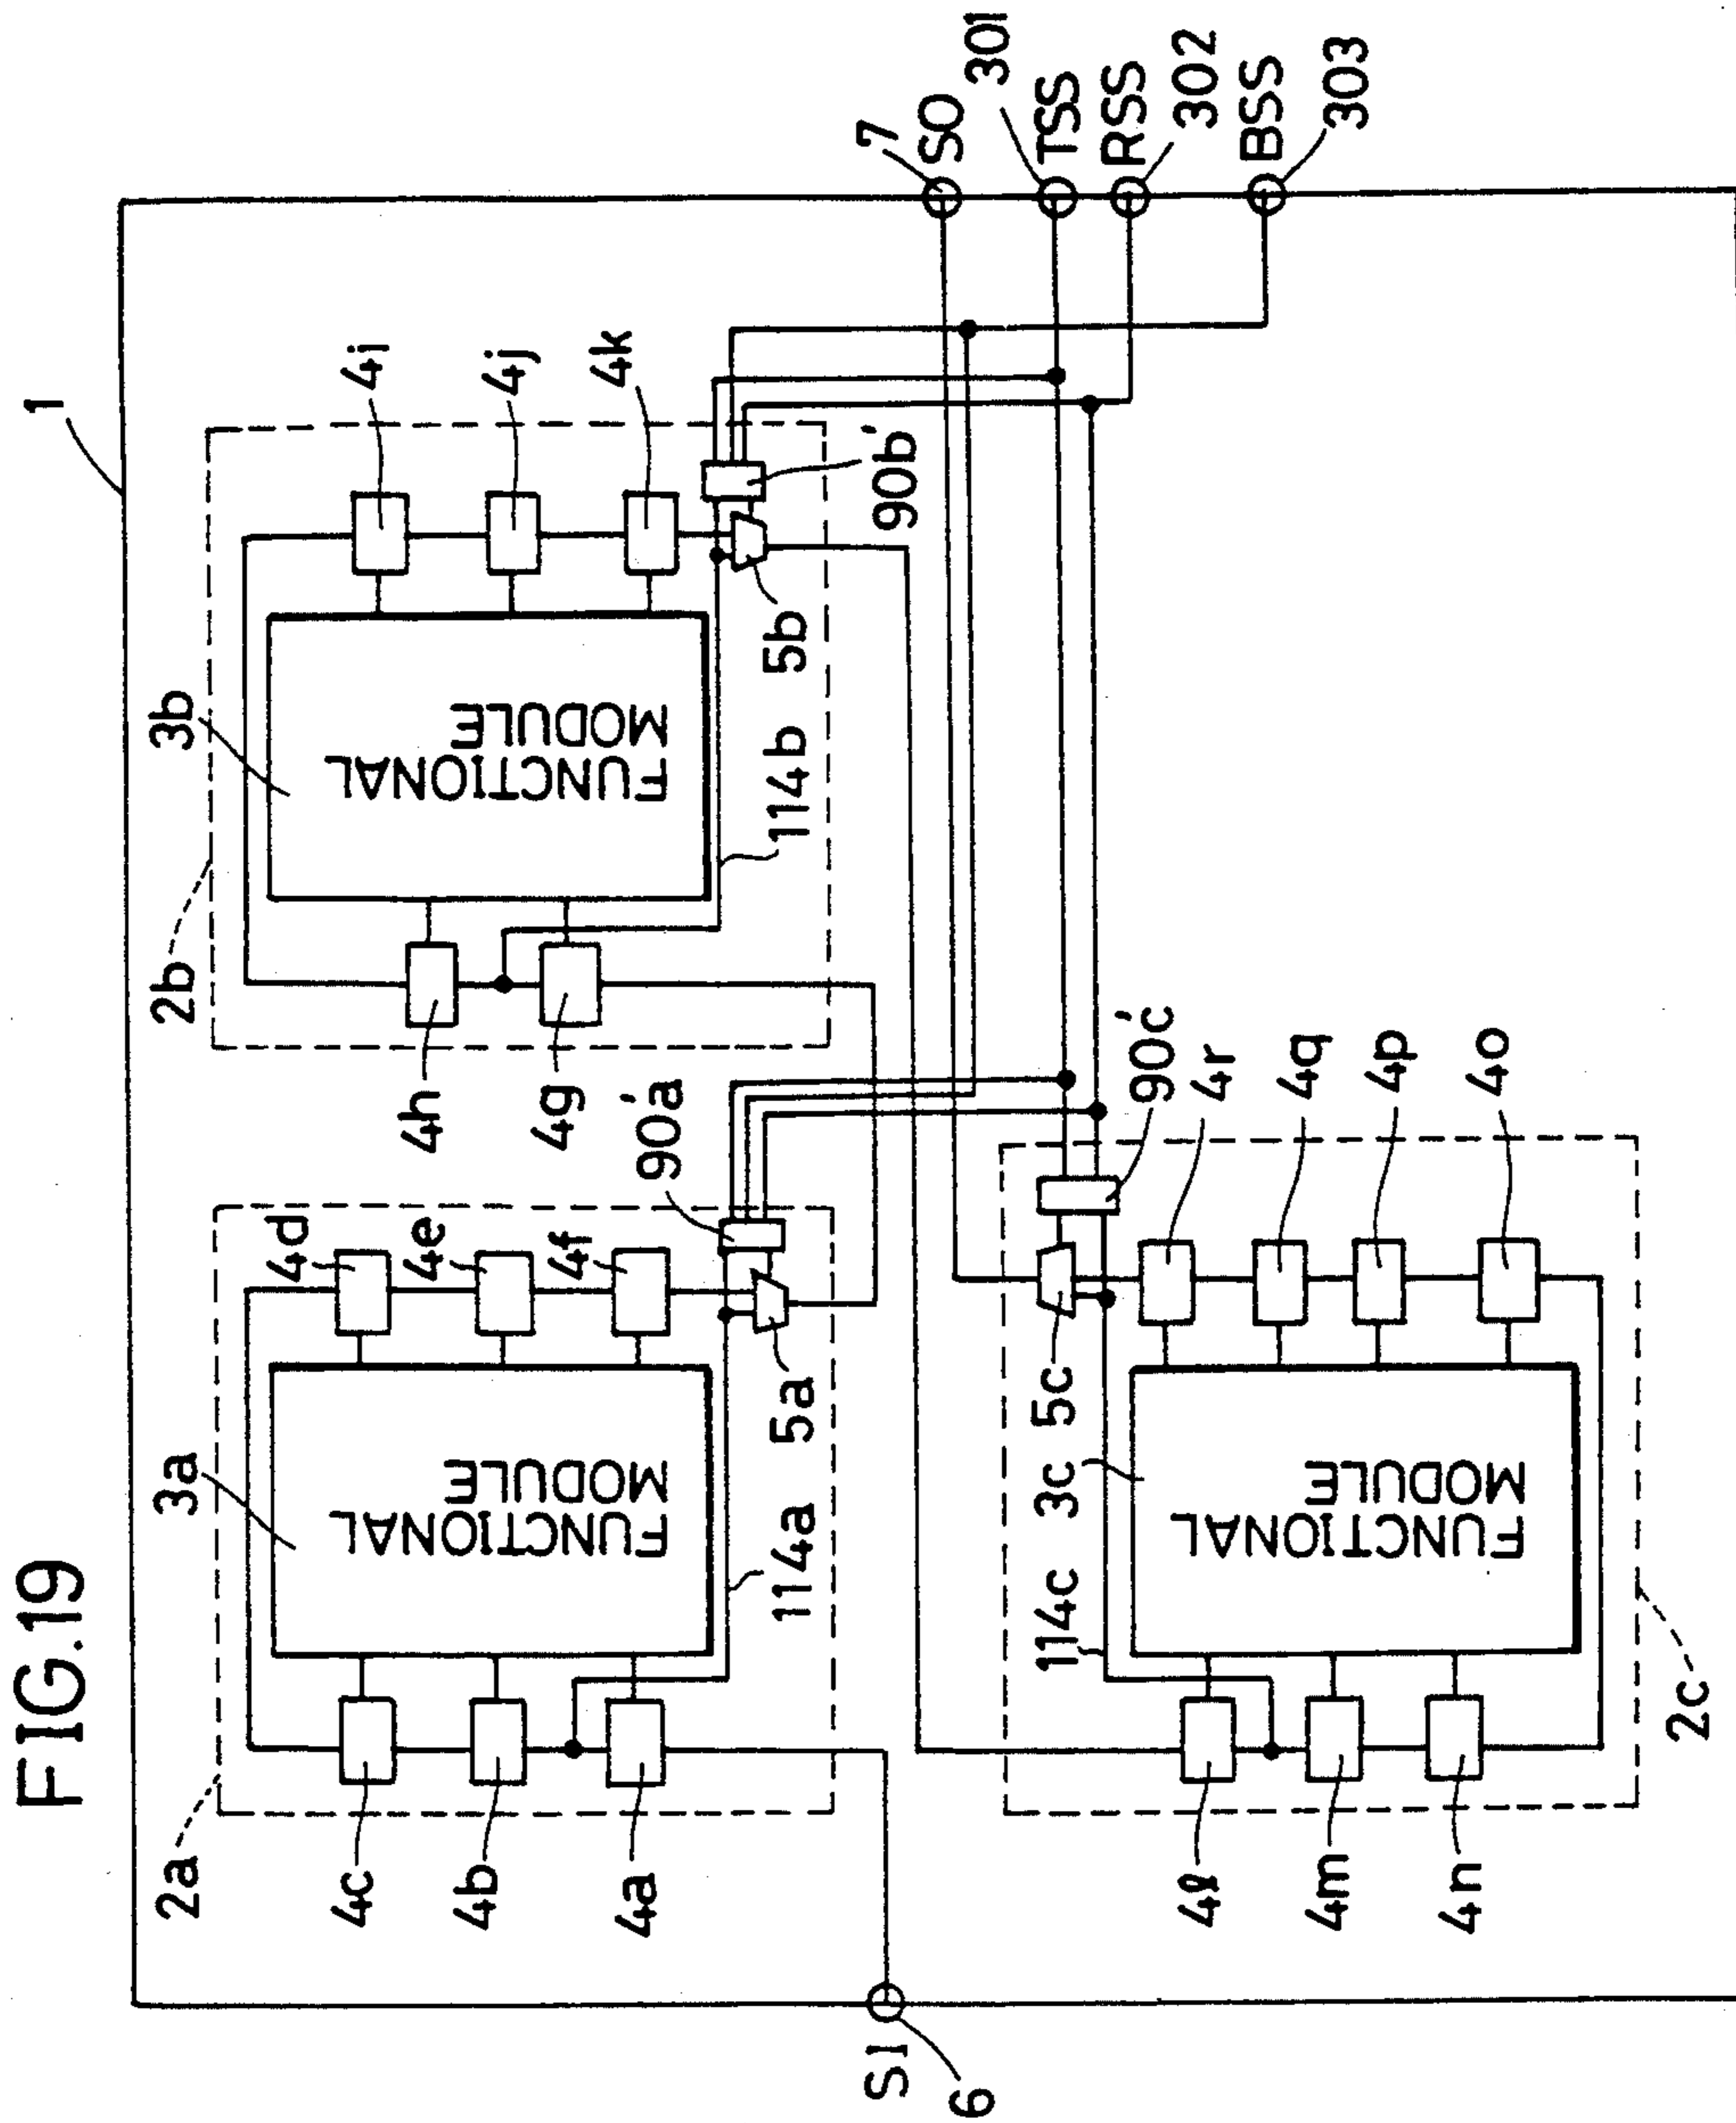 FIG.19
1
2a
3a
2b
3b
4c
4d
4h
4i
4b
4e
4g
4j
4a
4f
4k
FUNCTIONAL
MODULE
FUNCTIONAL
MODULE
90a'
90b'
114a
5a
114b
5b
SI
6
7
SO
301
TSS
RSS
302
BSS
303
114c
3c
5c
90c'
4l
4r
4m
4q
4n
4p
4o
FUNCTIONAL
MODULE
2c